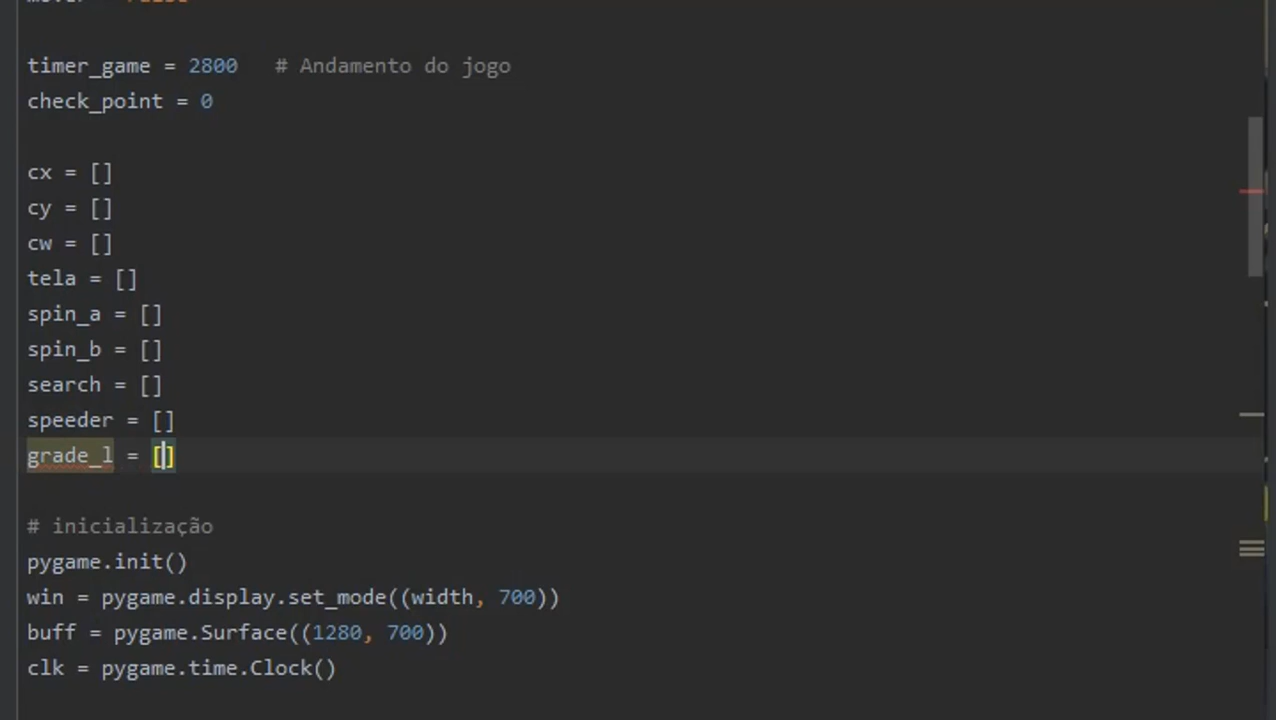 timer_game = 2800   # Andamento do jogo
check_point = 0
cx = []
cy = []
cw = []
tela = []
spin_a = []
spin_b = []
search = []
speeder = []
grade_l = []
# inicialização
pygame.init()
win = pygame.display.set_mode((width, 700))
buff = pygame.Surface((1280, 700))
clk = pygame.time.Clock()